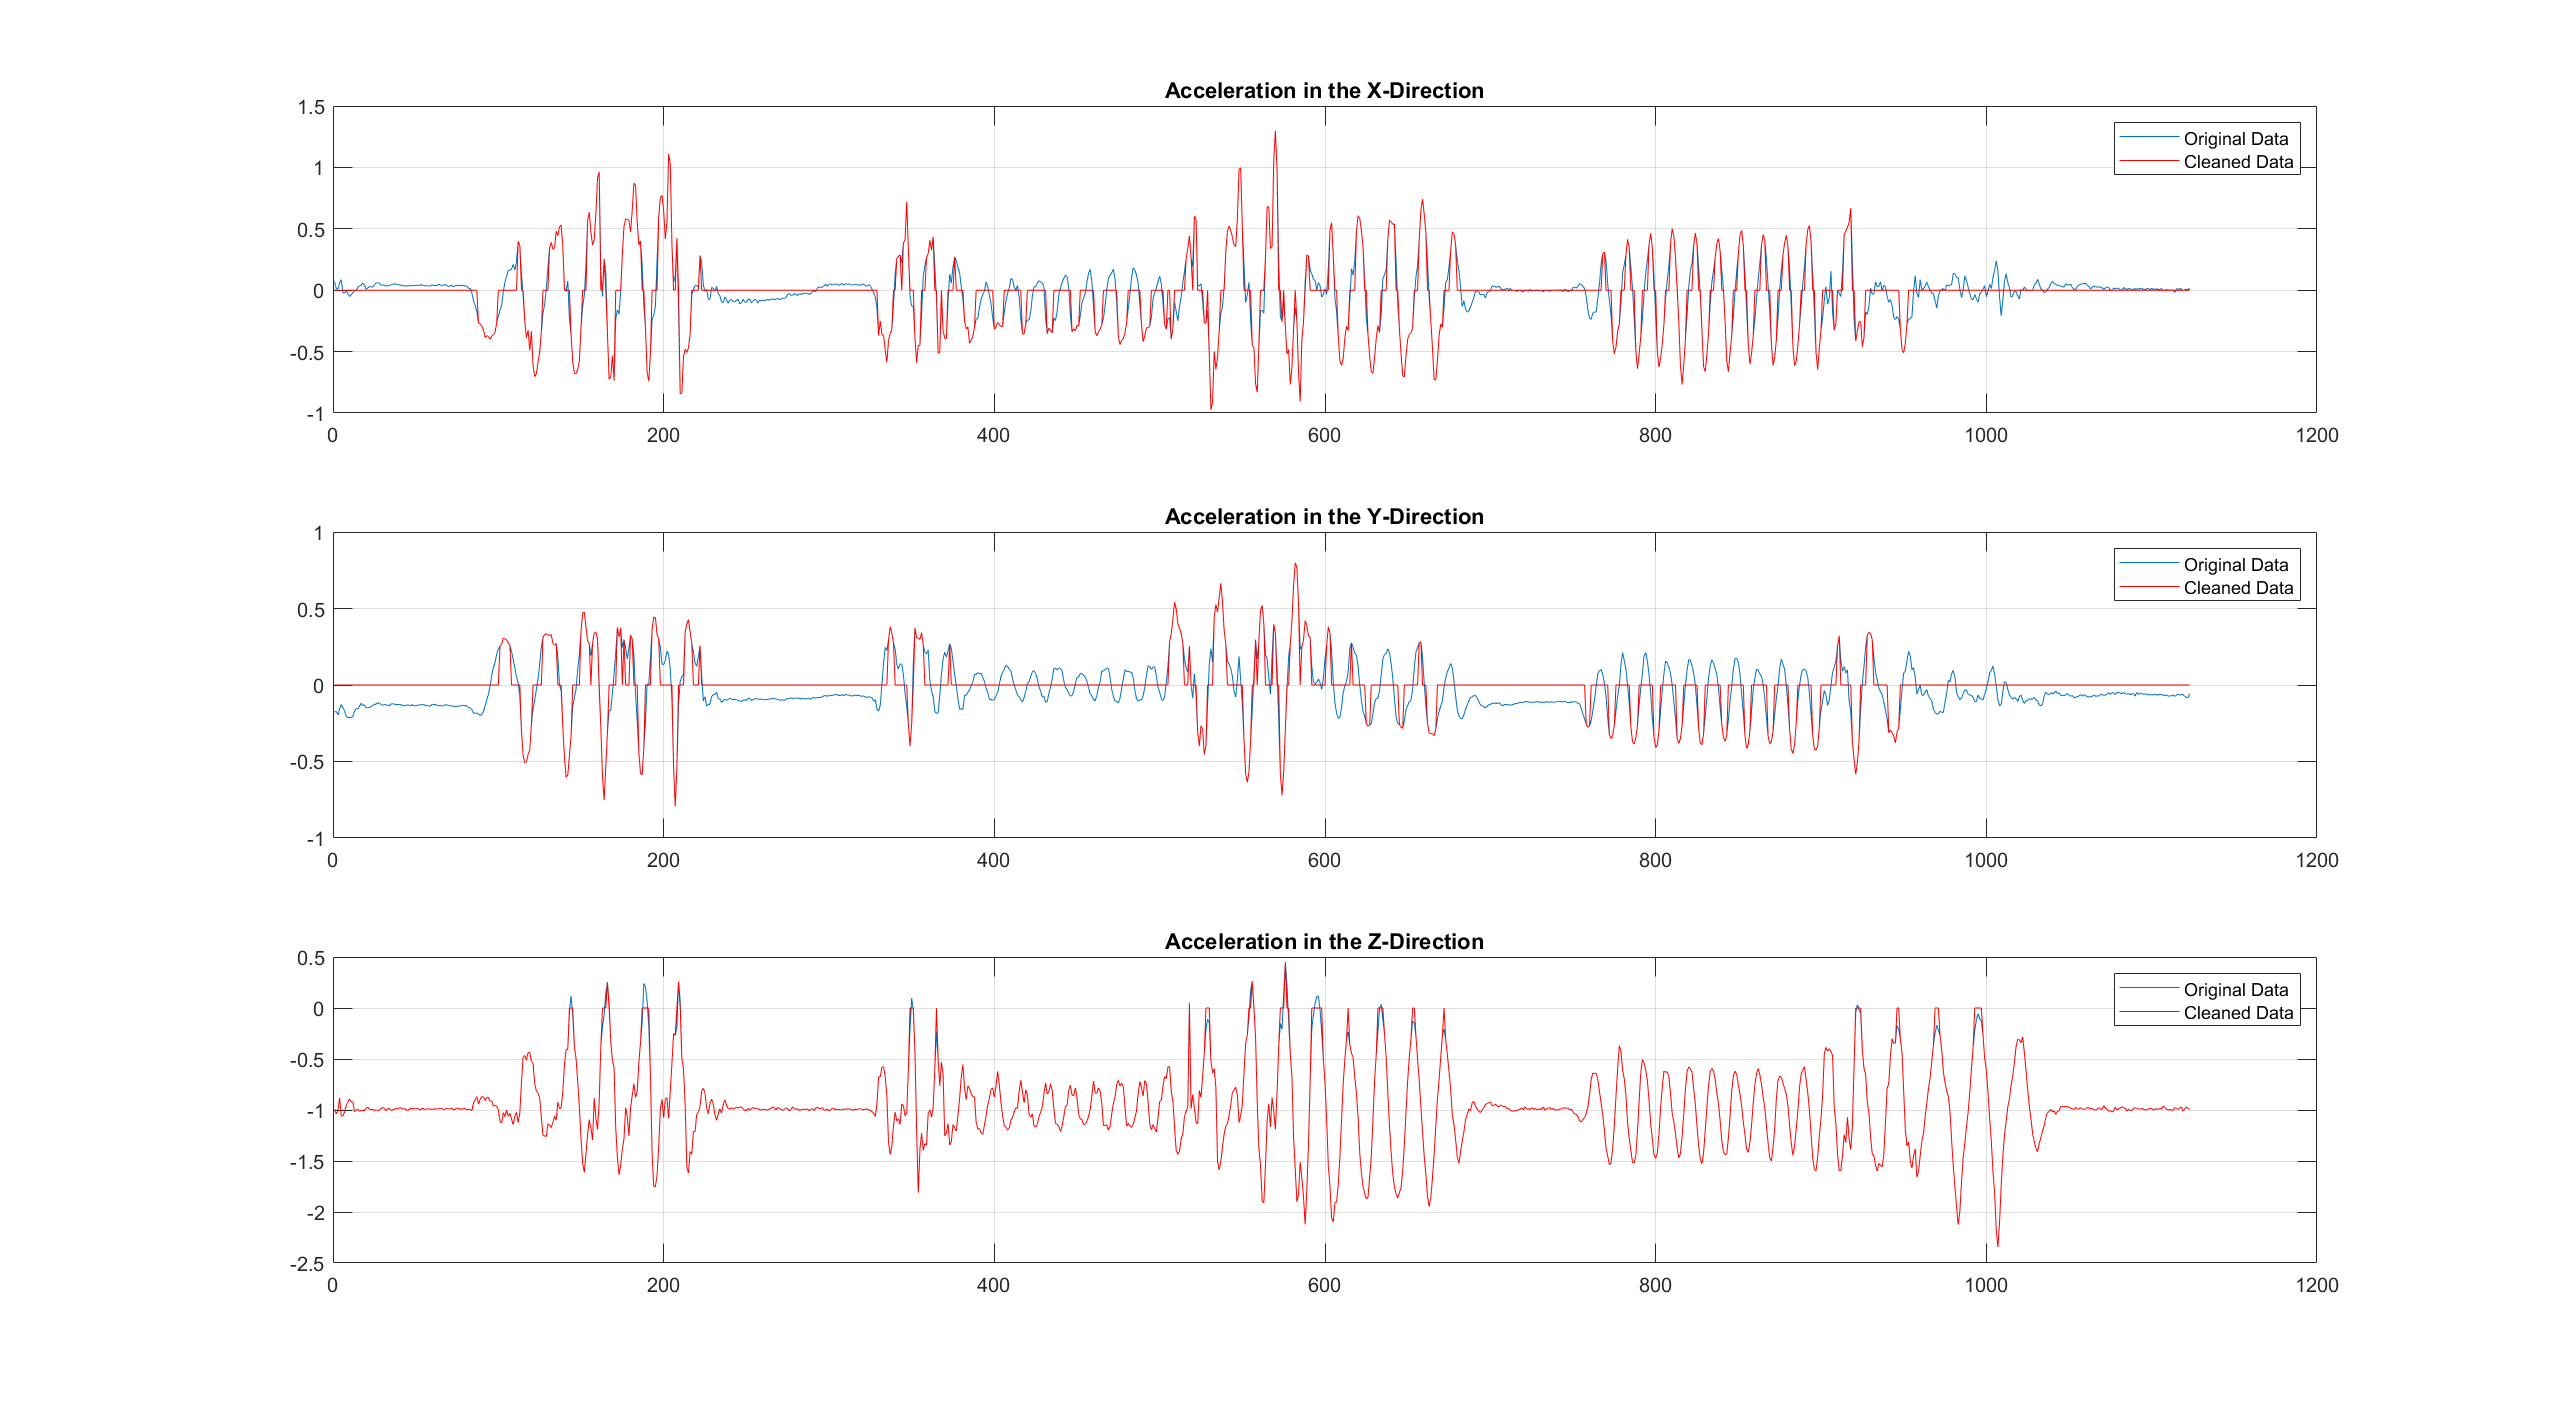 Acceleration in the X-Direction
1.5
1
0.5
0
-0.5
-1
Original Data
Cleaned Data
0 200 400 600 800 1000 1200
Acceleration in the Y-Direction
1
0.5
0
-0.5
-1
Original Data
Cleaned Data
0 200 400 600 800 1000 1200
Acceleration in the Z-Direction
0.5
0
-0.5
-1
-1.5
-2
-2.5
Original Data
Cleaned Data
0 200 400 600 800 1000 1200